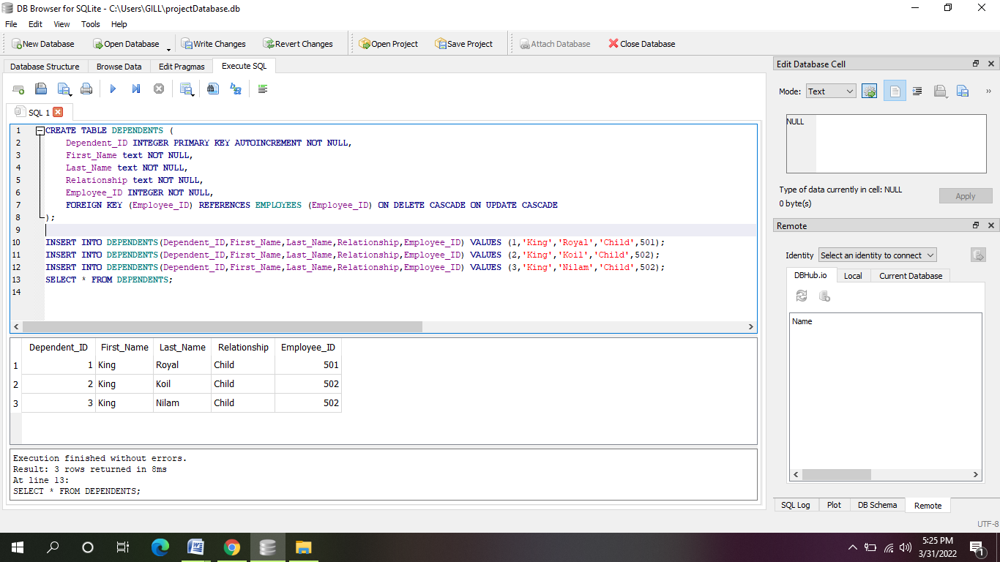 DB Browser for SQLite - C:\Users\GILL\projectDatabase.db
File Edit View Tools Help
New Database Open Database Write Changes Revert Changes Open Project Save Project Attach Database Close Database
Database Structure Browse Data Edit Pragmas Execute SQL
SQL 1
1 CREATE TABLE DEPENDENTS (
2 Dependent_ID INTEGER PRIMARY KEY AUTOINCREMENT NOT NULL,
3 First_Name text NOT NULL,
4 Last_Name text NOT NULL,
5 Relationship text NOT NULL,
6 Employee_ID INTEGER NOT NULL,
7 FOREIGN KEY (Employee_ID) REFERENCES EMPLOYEES (Employee_ID) ON DELETE CASCADE ON UPDATE CASCADE
8 );
9
10 INSERT INTO DEPENDENTS(Dependent_ID,First_Name,Last_Name,Relationship,Employee_ID) VALUES (1,'King','Royal','Child',501);
11 INSERT INTO DEPENDENTS(Dependent_ID,First_Name,Last_Name,Relationship,Employee_ID) VALUES (2,'King','Koil','Child',502);
12 INSERT INTO DEPENDENTS(Dependent_ID,First_Name,Last_Name,Relationship,Employee_ID) VALUES (3,'King','Nilam','Child',502);
13 SELECT * FROM DEPENDENTS;
14
Dependent_ID First_Name Last_Name Relationship Employee_ID
1 1 King Royal Child 501
2 2 King Koil Child 502
3 3 King Nilam Child 502
Execution finished without errors.
Result: 3 rows returned in 8ms
At line 13:
SELECT * FROM DEPENDENTS;
Edit Database Cell
Mode: Text
NULL
Type of data currently in cell: NULL
0 byte(s)
Apply
Remote
Identity Select an identity to connect
DBHub.io Local Current Database
Name
SQL Log Plot DB Schema Remote
UTF-8
5:25 PM
3/31/2022
1